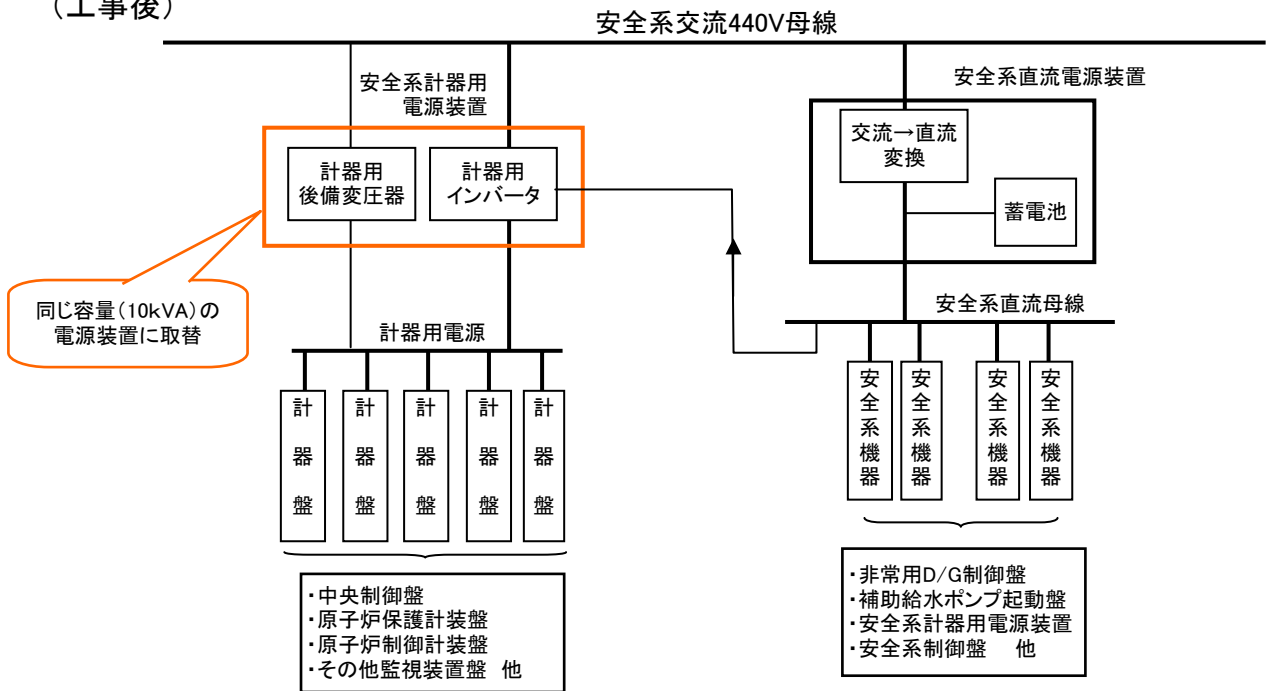 （工事後）
安全系交流440V母線
安全系計器用
電源装置
安全系直流電源装置
計器用
後備変圧器
計器用
インバータ
交流→直流
変換
蓄電池
同じ容量（10kVA）の
電源装置に取替
計器用電源
安全系直流母線
計器盤
計器盤
計器盤
計器盤
計器盤
安全系機器
安全系機器
安全系機器
安全系機器
・中央制御盤
・原子炉保護計装盤
・原子炉制御計装盤
・その他監視装置盤 他
・非常用D/G制御盤
・補助給水ポンプ起動盤
・安全系計器用電源装置
・安全系制御盤 他